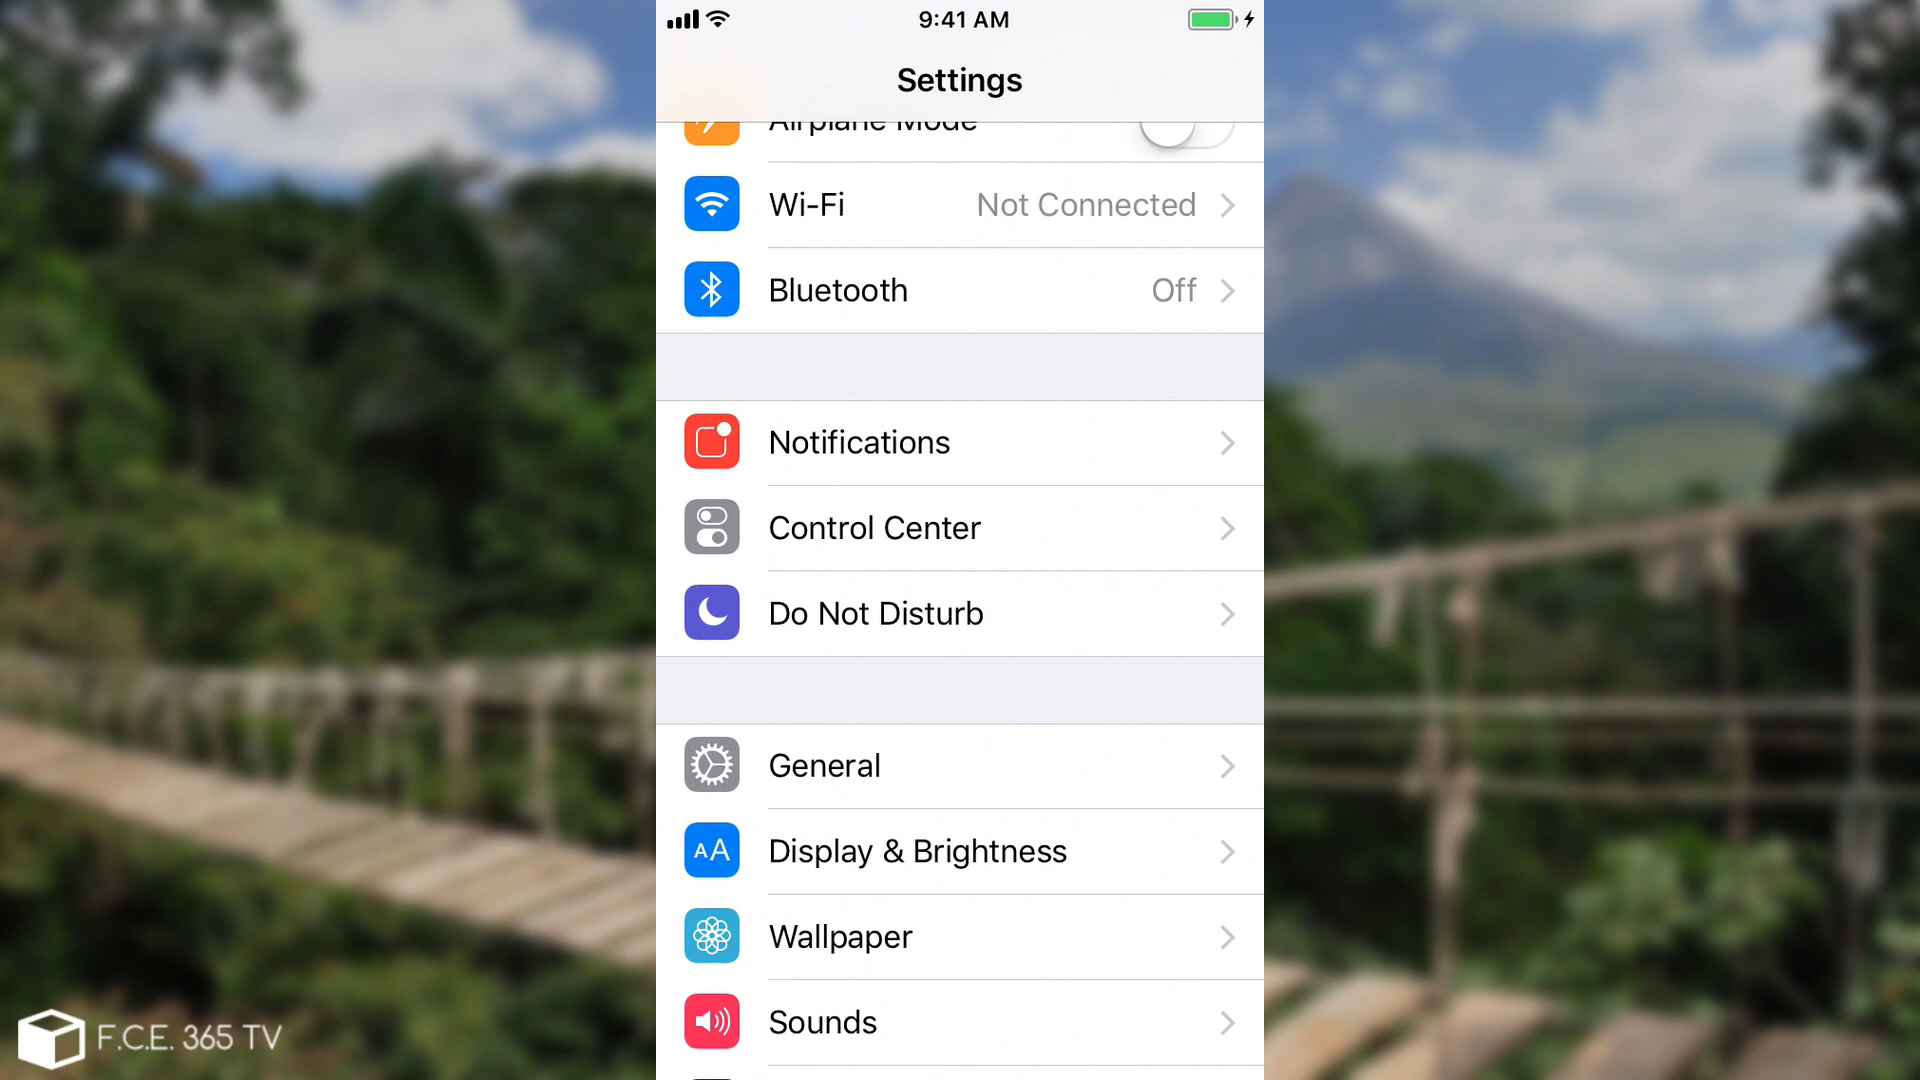 9:41 AM
Settings
Airplane Mode
Wi-Fi Not Connected
Bluetooth Off
Notifications
Control Center
Do Not Disturb
General
AA Display & Brightness
Wallpaper
Sounds
F.C.E. 365 TV